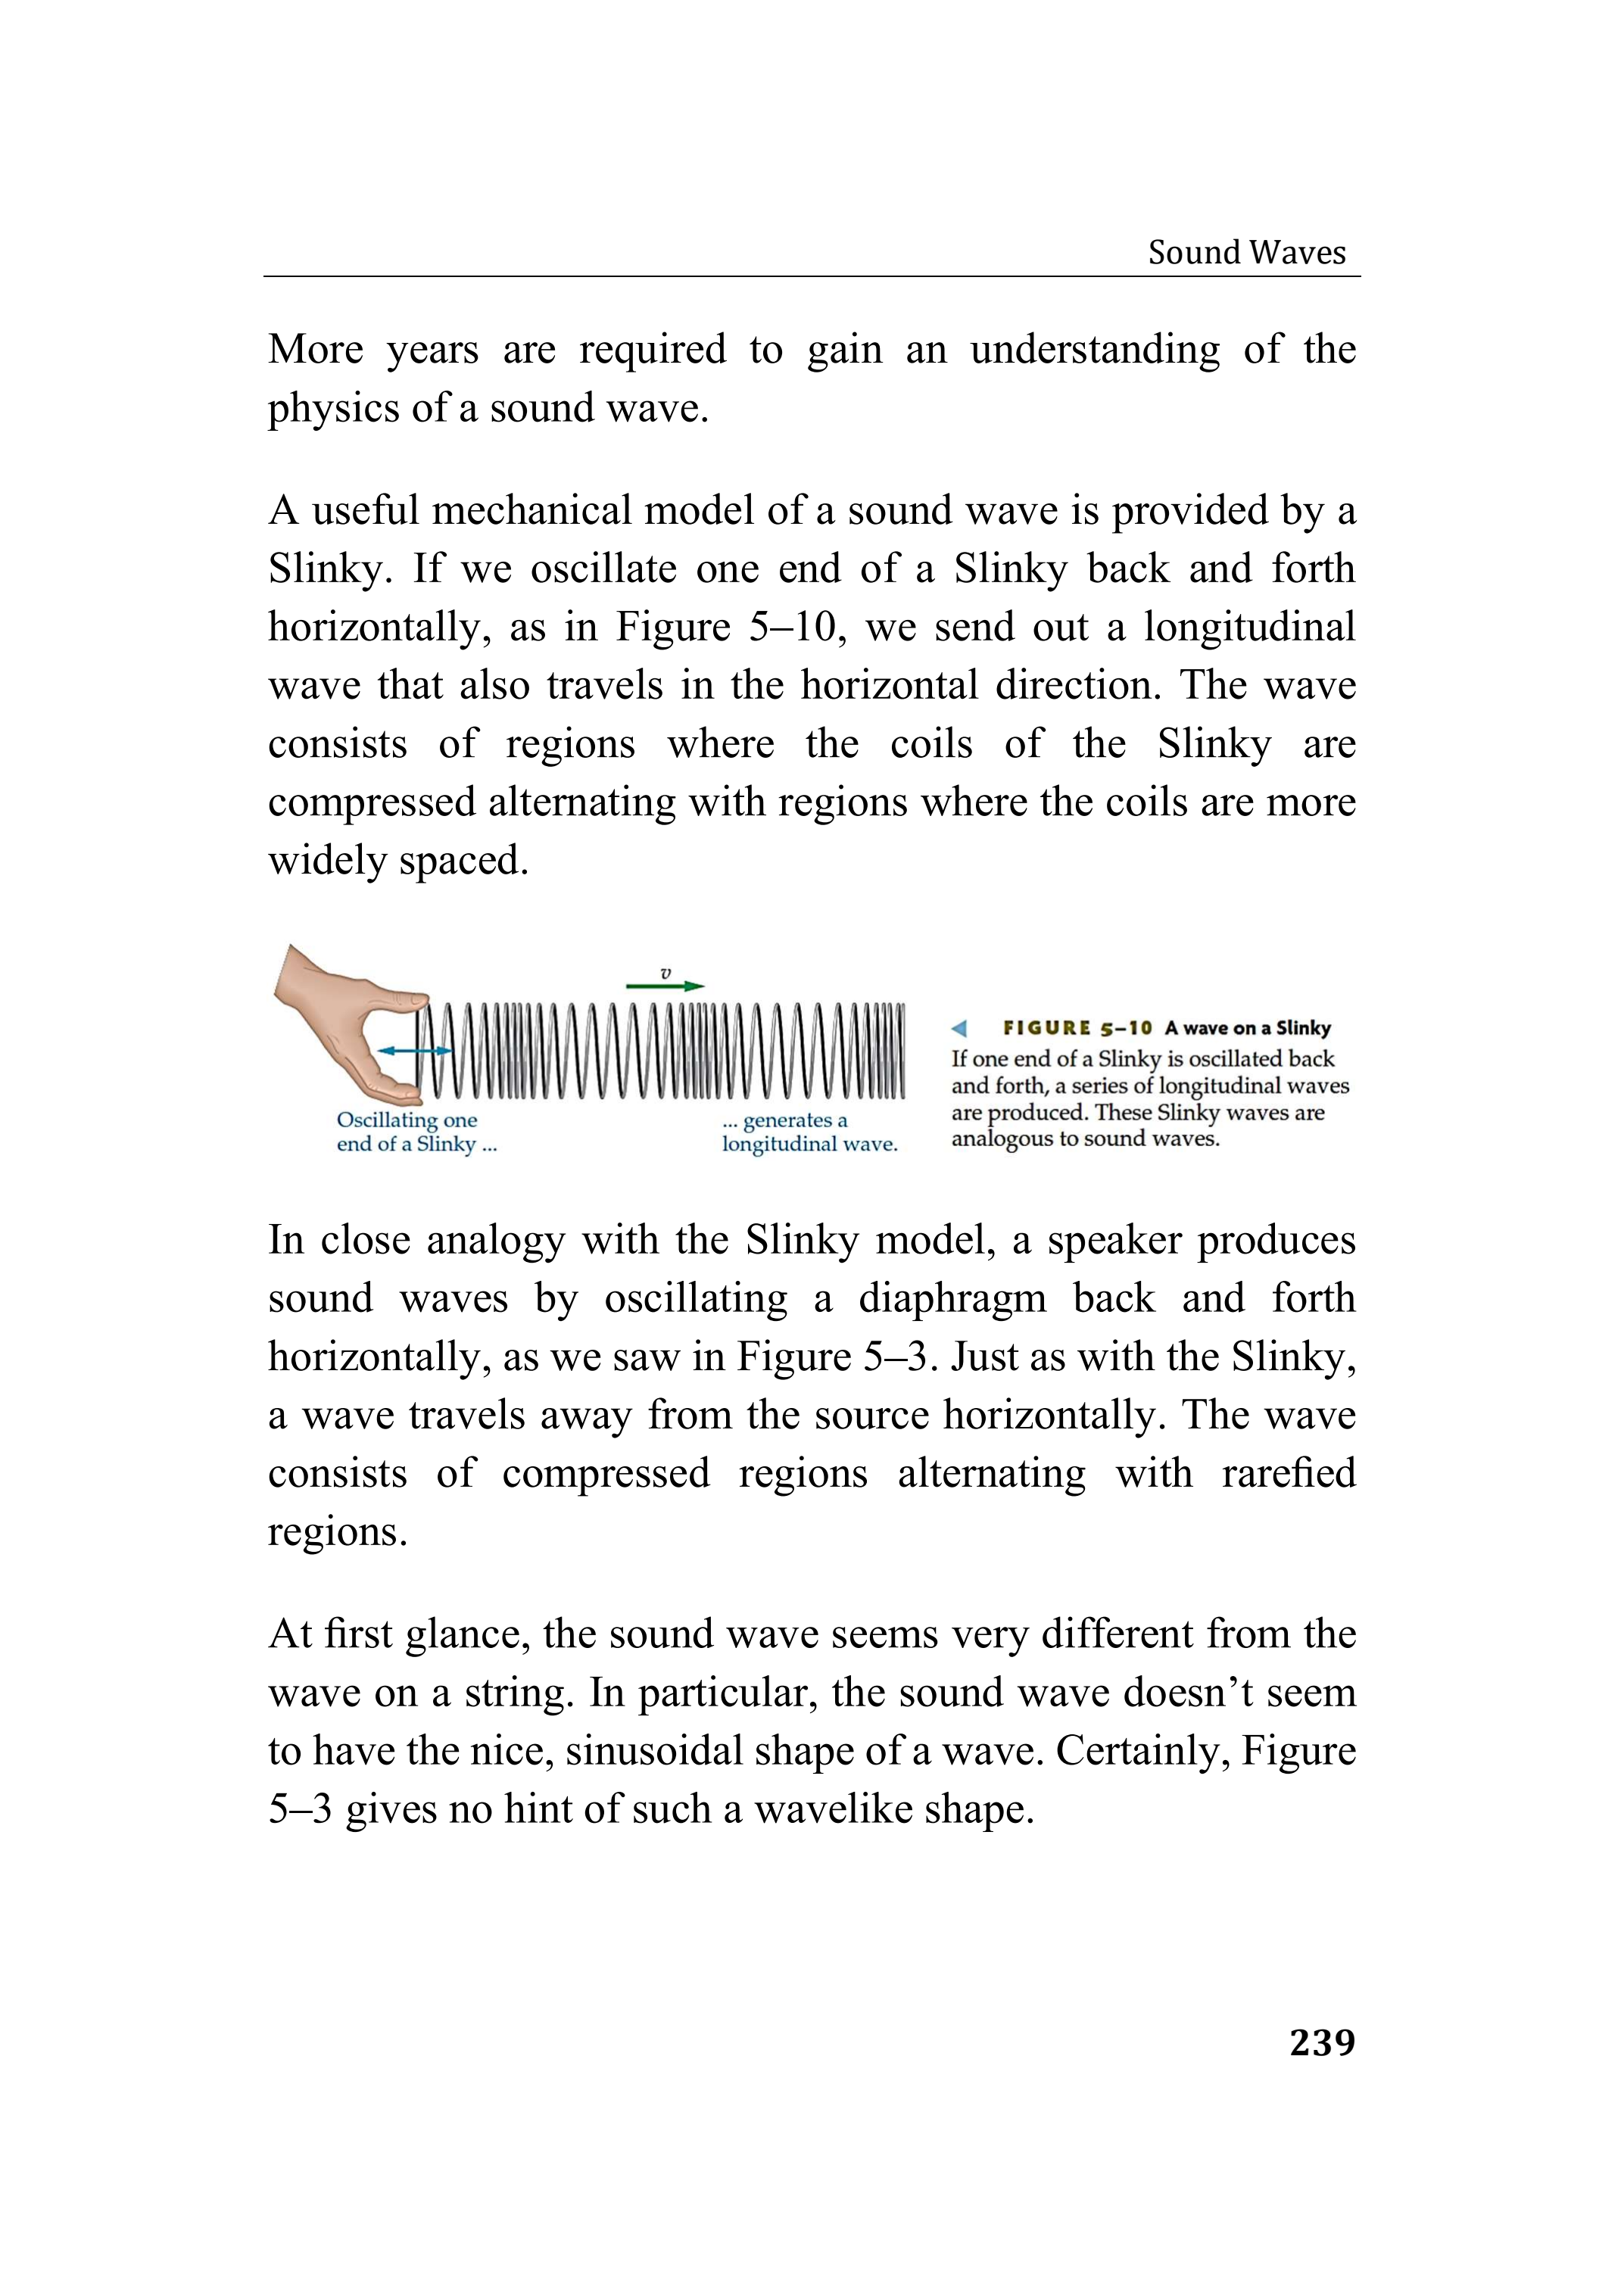 Sound Waves
More years are required to gain an understanding of the
physics of a sound wave.
A useful mechanical model of a sound wave is provided by a
Slinky. If we oscillate one end of a Slinky back and forth
horizontally, as in Figure 5–10, we send out a longitudinal
wave that also travels in the horizontal direction. The wave
consists of regions where the coils of the Slinky are
compressed alternating with regions where the coils are more
widely spaced.
v
Oscillating one
end of a Slinky ...
... generates a
longitudinal wave.
FIGURE 5–10 A wave on a Slinky
If one end of a Slinky is oscillated back
and forth, a series of longitudinal waves
are produced. These Slinky waves are
analogous to sound waves.
In close analogy with the Slinky model, a speaker produces
sound waves by oscillating a diaphragm back and forth
horizontally, as we saw in Figure 5–3. Just as with the Slinky,
a wave travels away from the source horizontally. The wave
consists of compressed regions alternating with rarefied
regions.
At first glance, the sound wave seems very different from the
wave on a string. In particular, the sound wave doesn’t seem
to have the nice, sinusoidal shape of a wave. Certainly, Figure
5–3 gives no hint of such a wavelike shape.
239